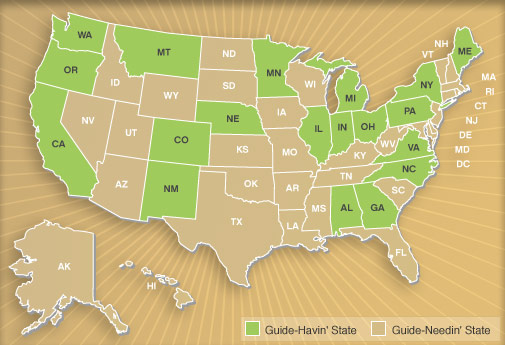 WA
MT
ND
MN
NH
VT
ME
OR
ID
SD
WI
MI
NY
MA
RI
WY
CT
NE
IA
PA
NJ
NV
UT
CO
IL
IN
OH
DE
CA
KS
MO
KY
WV
VA
MD
DC
AZ
NM
OK
AR
TN
NC
SC
TX
LA
MS
AL
GA
FL
AK
HI
Guide-Havin' State
Guide-Needin' State